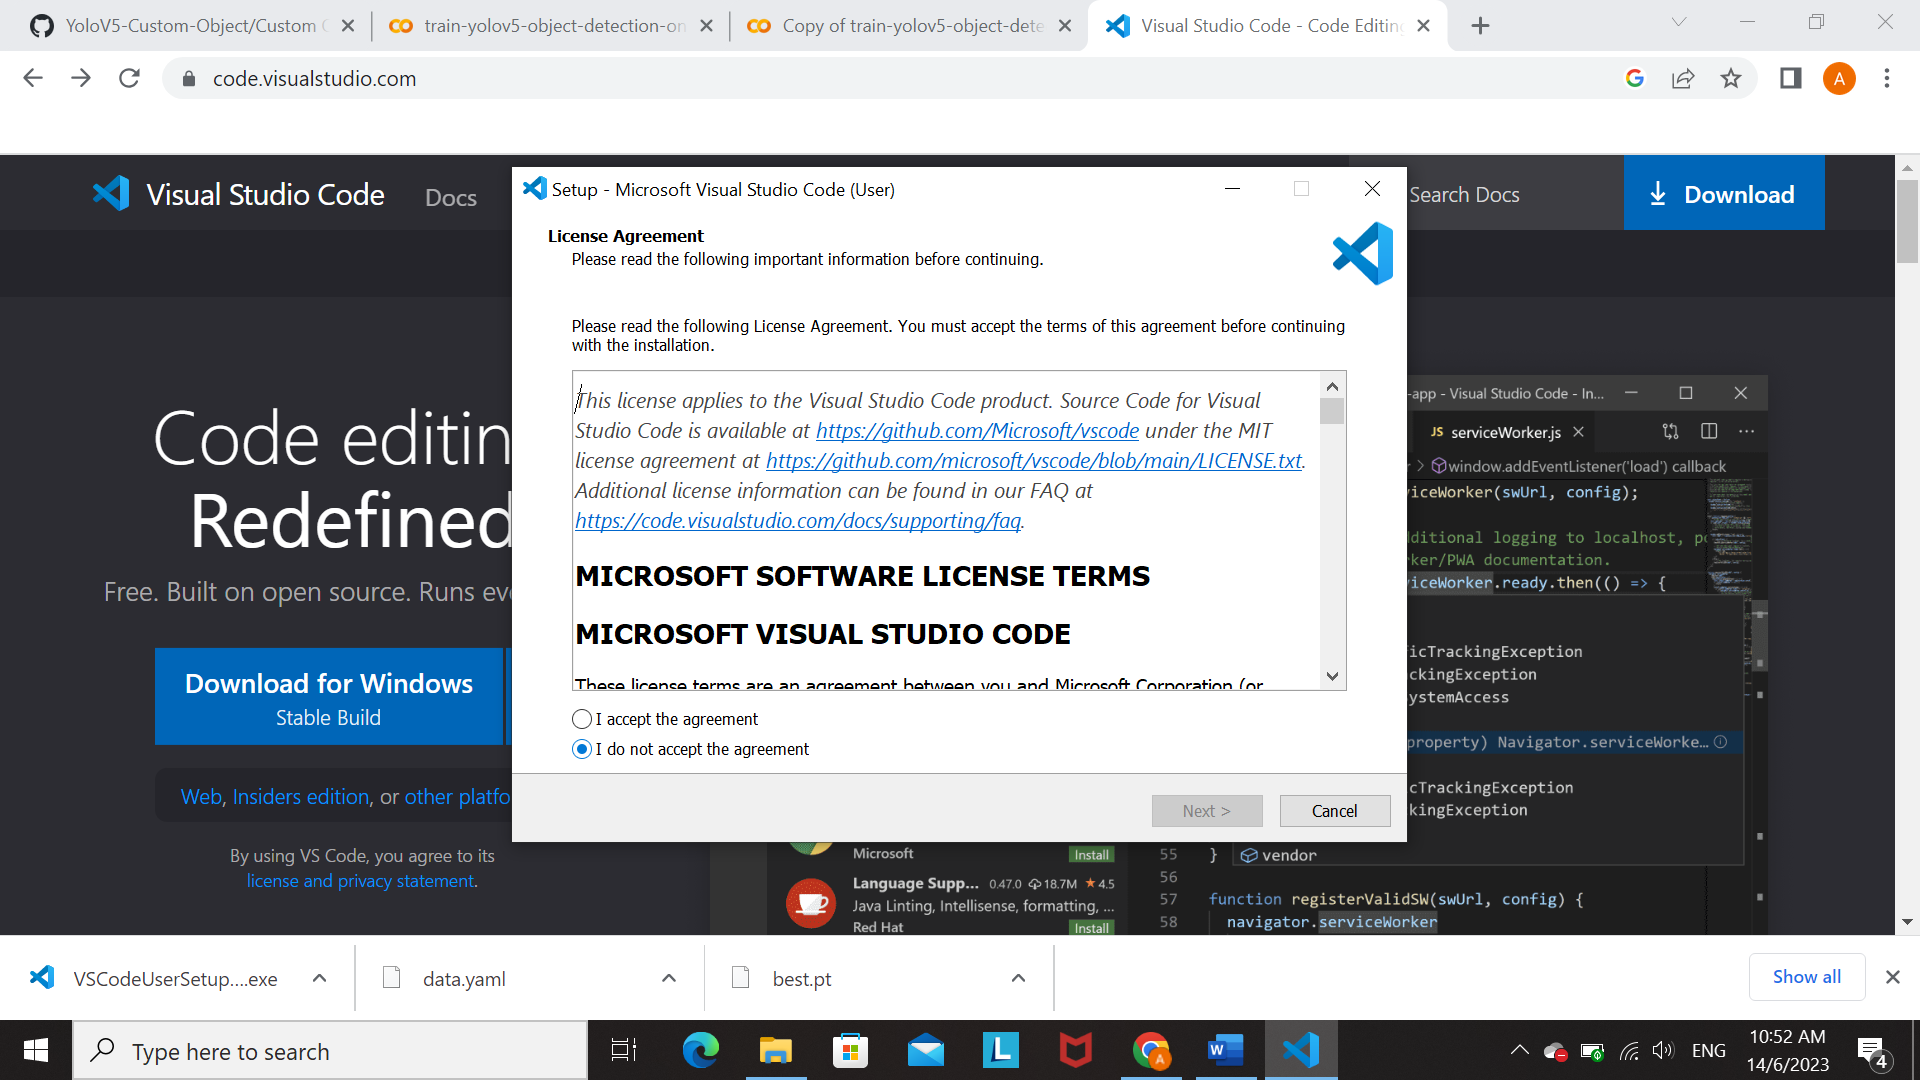 YoloV5-Custom-Object/Custom
train-yolov5-object-detection-on
Copy of train-yolov5-object-dete
Visual Studio Code - Code Editing
code.visualstudio.com
A
Visual Studio Code
Docs
Search Docs
Download
Setup - Microsoft Visual Studio Code (User)
License Agreement
Please read the following important information before continuing.
Please read the following License Agreement. You must accept the terms of this agreement before continuing
with the installation.
This license applies to the Visual Studio Code product. Source Code for Visual
Studio Code is available at https://github.com/Microsoft/vscode under the MIT
license agreement at https://github.com/microsoft/vscode/blob/main/LICENSE.txt.
Additional license information can be found in our FAQ at
https://code.visualstudio.com/docs/supporting/faq.
MICROSOFT SOFTWARE LICENSE TERMS
MICROSOFT VISUAL STUDIO CODE
These license terms are an agreement between you and Microsoft Corporation (or
I accept the agreement
I do not accept the agreement
Next >
Cancel
Code editin
Redefined
Free. Built on open source. Runs eve
Download for Windows
Stable Build
Web, Insiders edition, or other platfo
By using VS Code, you agree to its
license and privacy statement.
-app - Visual Studio Code - In...
JS serviceWorker.js
window.addEventListener('load') callback
viceWorker(swUrl, config);
dditional logging to localhost, po
rker/PWA documentation.
viceWorker.ready.then(() => {
ficTrackingException
ckingException
ystemAccess
property) Navigator.serviceWorke...
cTrackingException
kingException
vendor
Microsoft
Install
55 }
56
Language Supp... 0.47.0 18.7M 4.5
Java Linting, Intellisense, formatting, ...
Red Hat
Install
57 function registerValidSW(swUrl, config) {
58 navigator.serviceWorker
VSCodeUserSetup....exe
data.yaml
best.pt
Show all
Type here to search
L
A
W
ENG
10:52 AM
14/6/2023
4